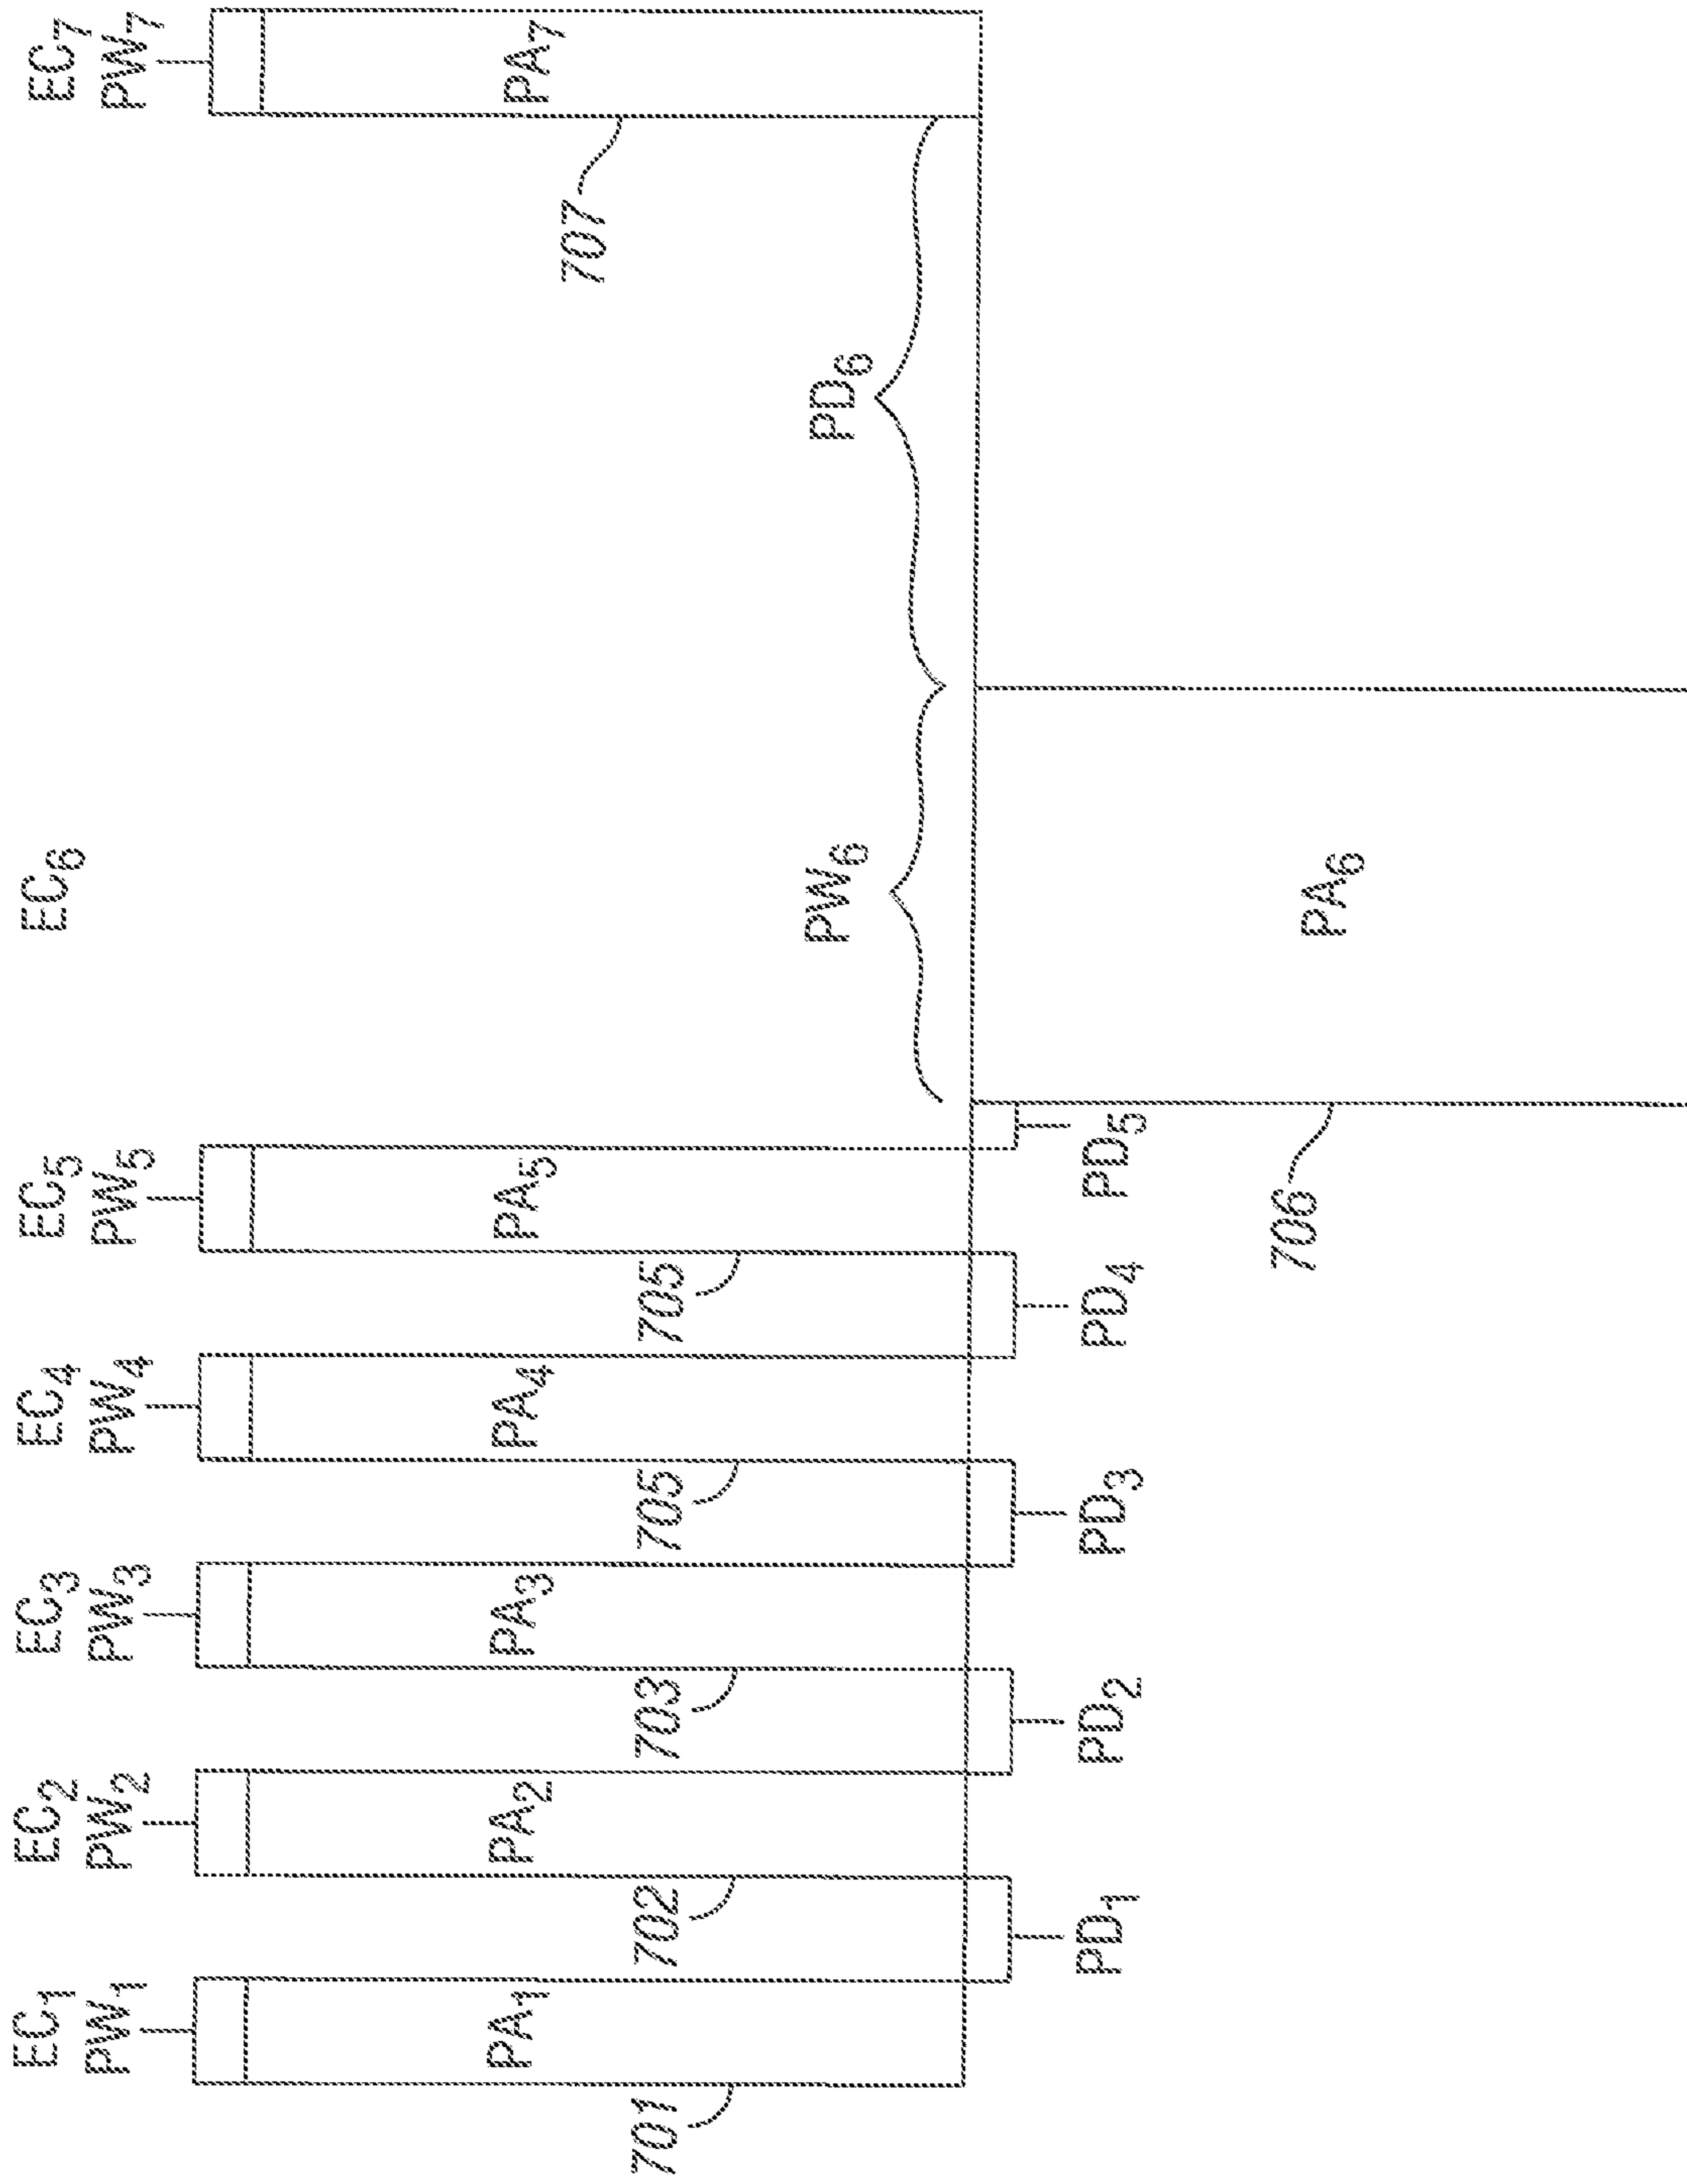 EC₁ EC₂ EC₃ EC₄ EC₅ EC₆ EC₇
PW₁ PW₂ PW₃ PW₄ PW₅ PW₇
PA₁ PA₂ PA₃ PA₄ PA₅ PA₇
701 702 703 705 705 707
PW₆ PD₆
PD₁ PD₂ PD₃ PD₄ PD₅
706 PA₆